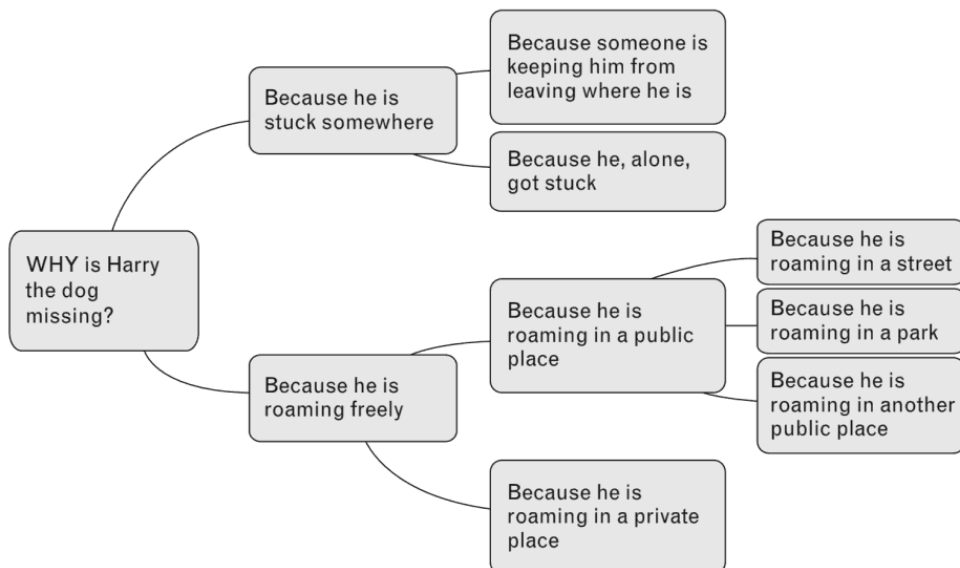 WHY is Harry
the dog
missing?
Because he is
stuck somewhere
Because someone is
keeping him from
leaving where he is
Because he, alone,
got stuck
Because he is
roaming freely
Because he is
roaming in a public
place
Because he is
roaming in a street
Because he is
roaming in a park
Because he is
roaming in another
public place
Because he is
roaming in a private
place